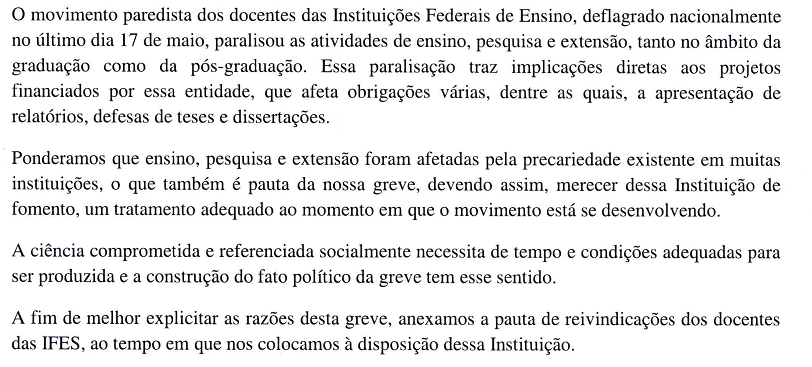 O movimento paredista dos docentes das Instituições Federais de Ensino, deflagrado nacionalmente
no último dia 17 de maio, paralisou as atividades de ensino, pesquisa e extensão, tanto no âmbito da
graduação como da pós-graduação. Essa paralisação traz implicações diretas aos projetos
financiados por essa entidade, que afeta obrigações várias, dentre as quais, a apresentação de
relatórios, defesas de teses e dissertações.
Ponderamos que ensino, pesquisa e extensão foram afetadas pela precariedade existente em muitas
instituições, o que também é pauta da nossa greve, devendo assim, merecer dessa Instituição de
fomento, um tratamento adequado ao momento em que o movimento está se desenvolvendo.
A ciência comprometida e referenciada socialmente necessita de tempo e condições adequadas para
ser produzida e a construção do fato político da greve tem esse sentido.
A fim de melhor explicitar as razões desta greve, anexamos a pauta de reivindicações dos docentes
das IFES, ao tempo em que nos colocamos à disposição dessa Instituição.